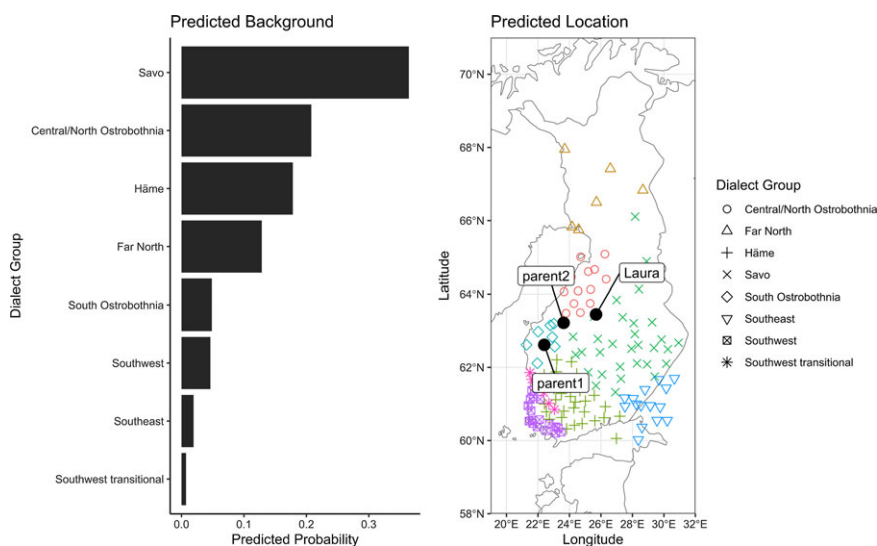 Predicted Background
Savo
Central/North Ostrobothnia
Häme
Far North
South Ostrobothnia
Southwest
Southeast
Southwest transitional
Dialect Group
0.0
0.1
0.2
0.3
Predicted Probability
Predicted Location
70°N
68°N
66°N
64°N
62°N
60°N
58°N
Latitude
parent2
Laura
parent1
20°E
22°E
24°E
26°E
28°E
30°E
32°E
Longitude
Dialect Group
Central/North Ostrobothnia
Far North
Häme
Savo
South Ostrobothnia
Southeast
Southwest
Southwest transitional